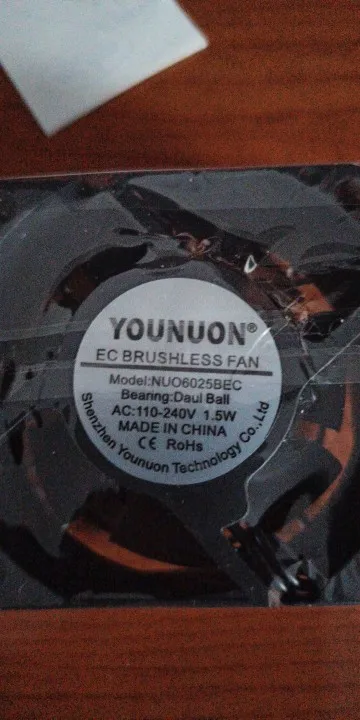 YOUNUON®
EC BRUSHLESS FAN
Model:NUO6025BEC
Bearing:Daul Ball
AC:110-240V 1.5W
MADE IN CHINA
CE RoHs
Shenzhen Younuon Technology Co.,Ltd